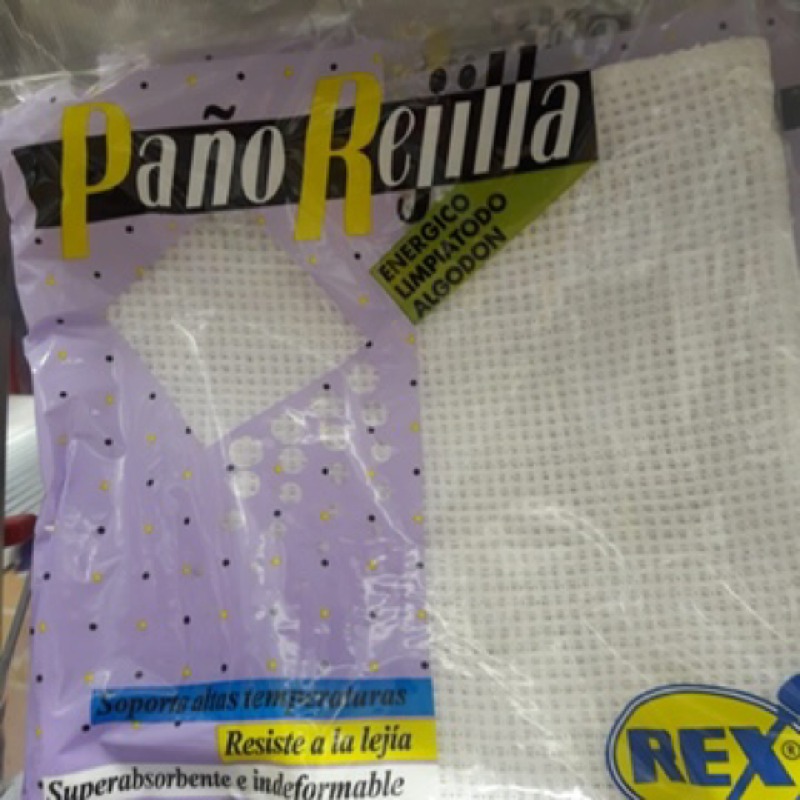 Paño Rejilla
ENERGICO
LIMPIATODO
ALGODON
Soporta altas temperaturas
Resiste a la lejía
Superabsorbente e indeformable
REX®